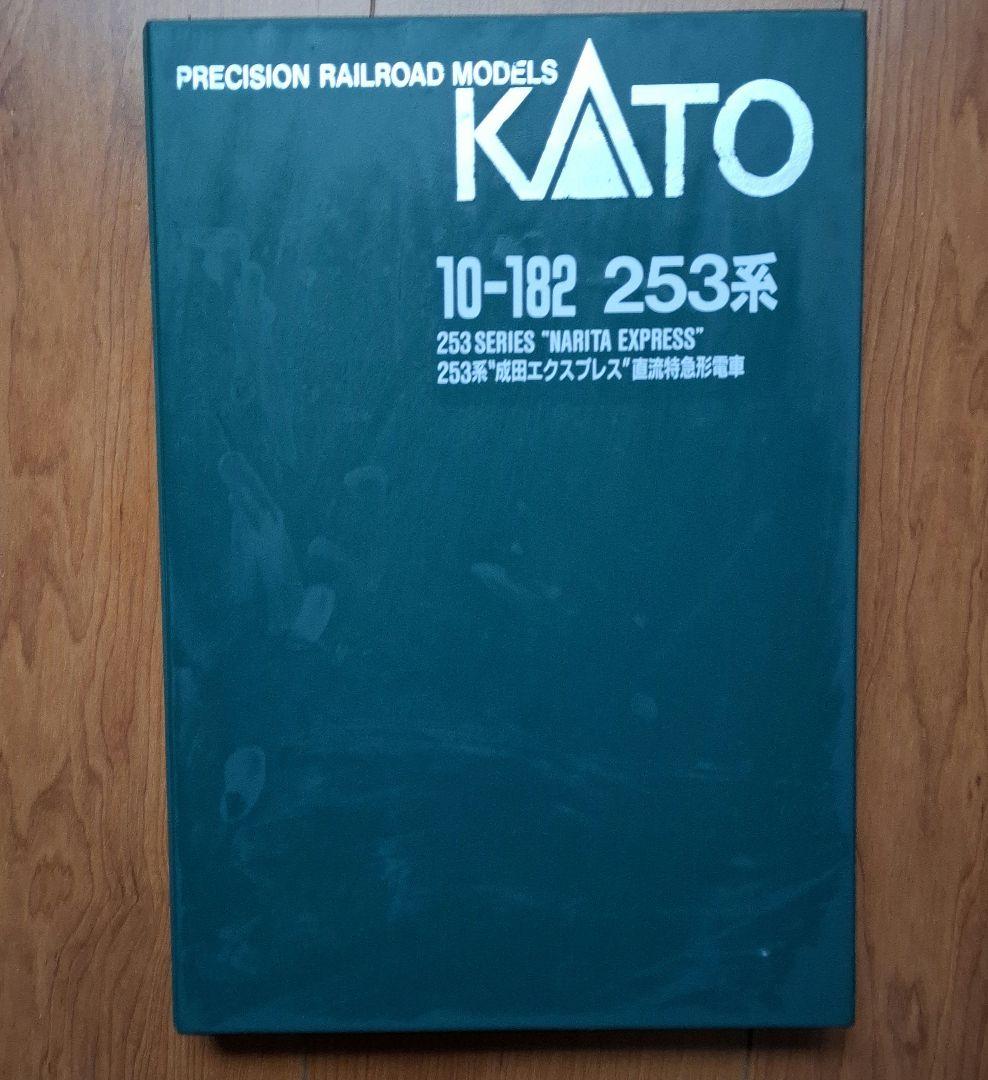 PRECISION RAILROAD MODELS
KATO
10-182 253系
253 SERIES "NARITA EXPRESS"
253系"成田エクスプレス"直流特急形電車